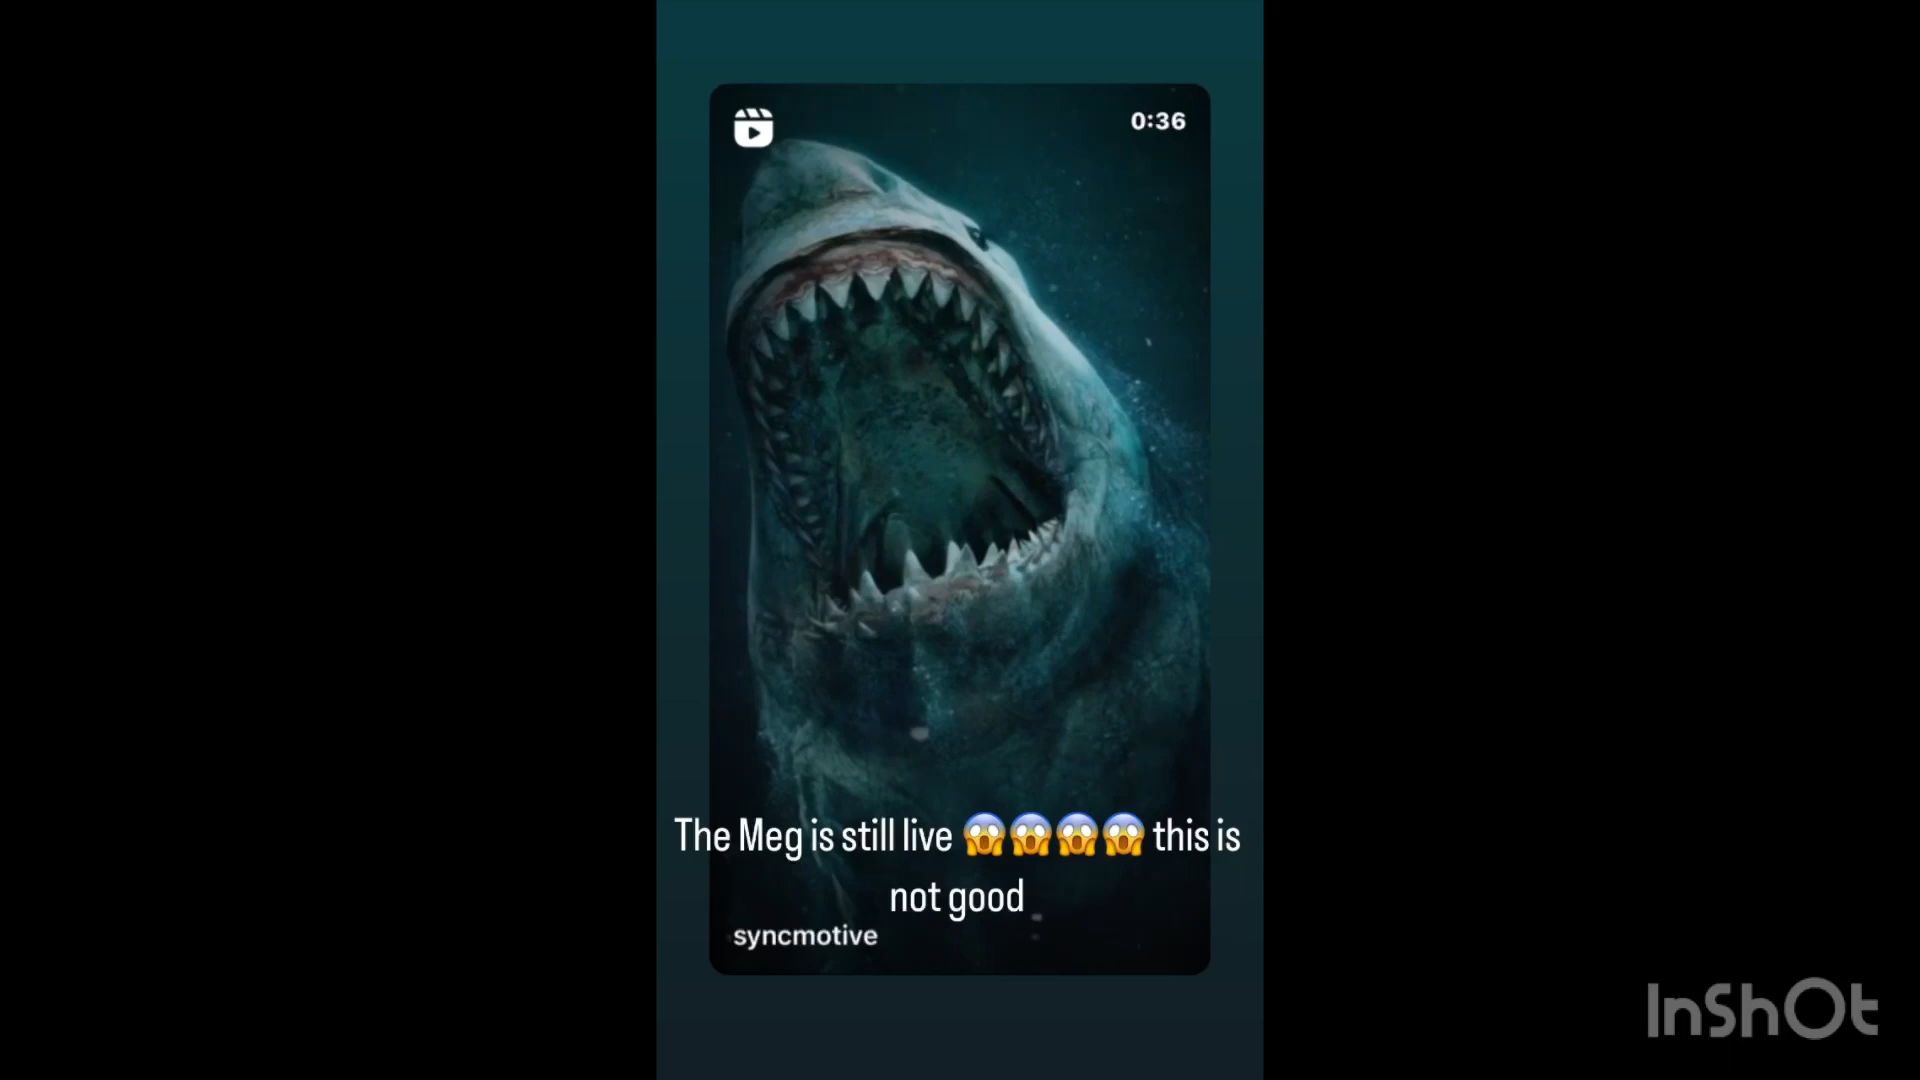 0:36
The Meg is still live 😱😱😱😱 this is
not good
syncmotive
InShOt